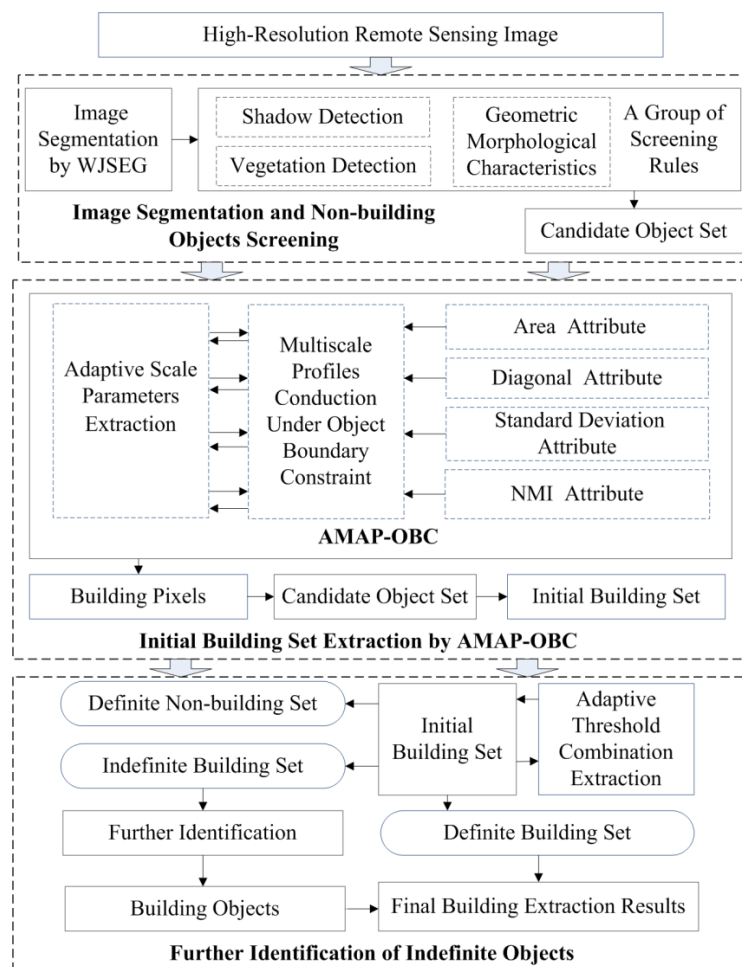 High-Resolution Remote Sensing Image
Image
Segmentation
by WJSEG
Shadow Detection
Vegetation Detection
Geometric
Morphological
Characteristics
A Group of
Screening
Rules
Image Segmentation and Non-building
Objects Screening
Candidate Object Set
Adaptive Scale
Parameters
Extraction
Multiscale
Profiles
Conduction
Under Object
Boundary
Constraint
Area Attribute
Diagonal Attribute
Standard Deviation
Attribute
NMI Attribute
AMAP-OBC
Building Pixels
Candidate Object Set
Initial Building Set
Initial Building Set Extraction by AMAP-OBC
Definite Non-building Set
Indefinite Building Set
Initial
Building Set
Adaptive
Threshold
Combination
Extraction
Further Identification
Definite Building Set
Building Objects
Final Building Extraction Results
Further Identification of Indefinite Objects